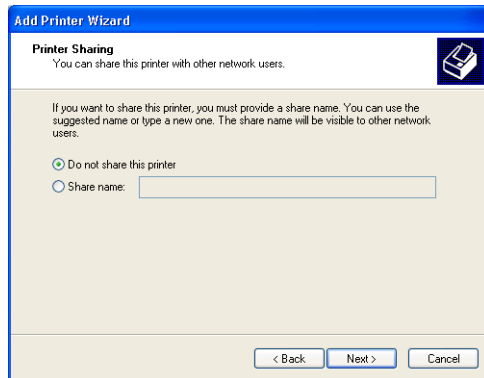 Add Printer Wizard
Printer Sharing
You can share this printer with other network users.
If you want to share this printer, you must provide a share name. You can use the
suggested name or type a new one. The share name will be visible to other network
users.
Do not share this printer
Share name:
< Back
Next >
Cancel